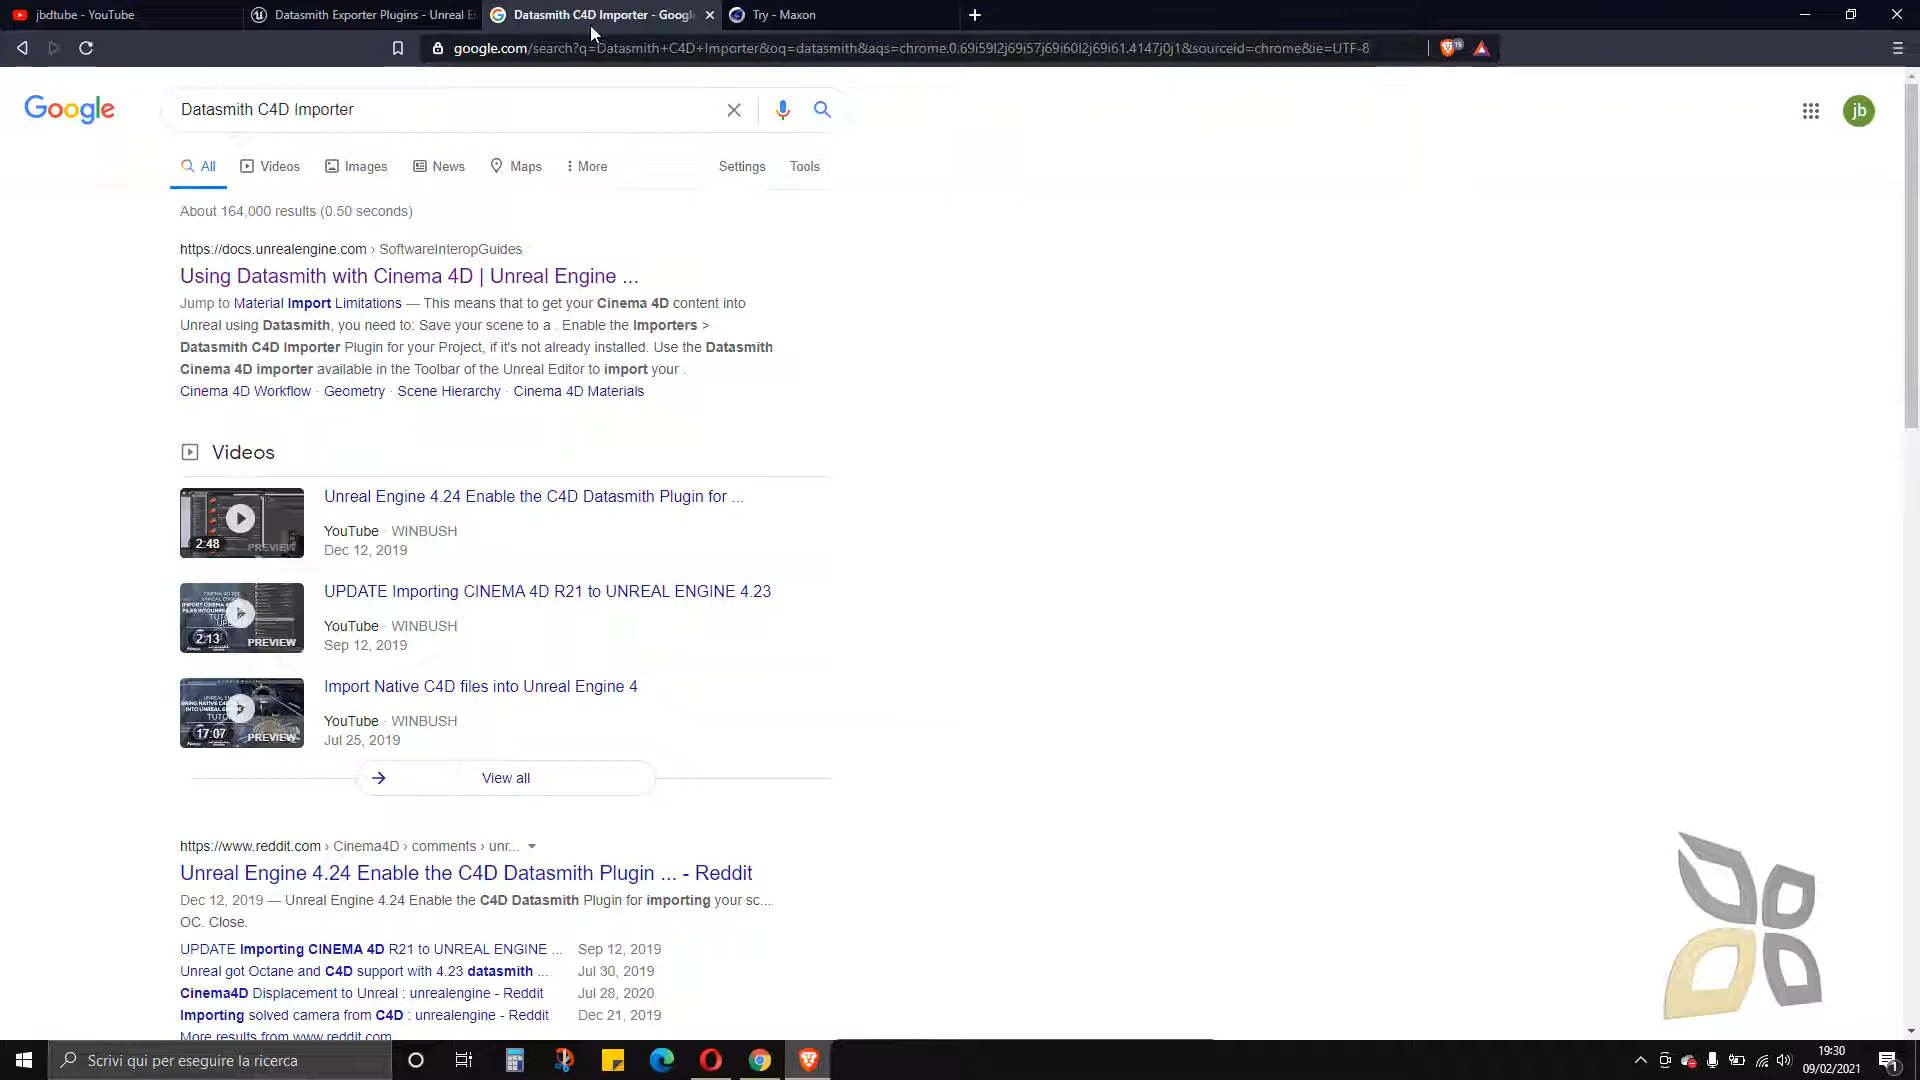 jbdtube - YouTube
Datasmith Exporter Plugins - Unreal E
Datasmith C4D Importer - Googl
Try - Maxon
google.com/search?q=Datasmith+C4D+Importer&oq=datasmith&aqs=chrome.0.69i59l2j69i57j69i60l2j69i61.4147j0j1&sourceid=chrome&ie=UTF-8
15
Google
Datasmith C4D Importer
jb
All
Videos
Images
News
Maps
More
Settings
Tools
About 164,000 results (0.50 seconds)
https://docs.unrealengine.com › SoftwareInteropGuides
Using Datasmith with Cinema 4D | Unreal Engine ...
Jump to Material Import Limitations — This means that to get your Cinema 4D content into
Unreal using Datasmith, you need to: Save your scene to a . Enable the Importers >
Datasmith C4D Importer Plugin for your Project, if it's not already installed. Use the Datasmith
Cinema 4D importer available in the Toolbar of the Unreal Editor to import your .
Cinema 4D Workflow · Geometry · Scene Hierarchy · Cinema 4D Materials
Videos
2:48
PREVIEW
Unreal Engine 4.24 Enable the C4D Datasmith Plugin for ...
YouTube · WINBUSH
Dec 12, 2019
2:13
PREVIEW
UPDATE Importing CINEMA 4D R21 to UNREAL ENGINE 4.23
YouTube · WINBUSH
Sep 12, 2019
17:07
PREVIEW
Import Native C4D files into Unreal Engine 4
YouTube · WINBUSH
Jul 25, 2019
View all
https://www.reddit.com › Cinema4D › comments › unr...
Unreal Engine 4.24 Enable the C4D Datasmith Plugin ... - Reddit
Dec 12, 2019 — Unreal Engine 4.24 Enable the C4D Datasmith Plugin for importing your sc....
OC. Close.
UPDATE Importing CINEMA 4D R21 to UNREAL ENGINE ... Sep 12, 2019
Unreal got Octane and C4D support with 4.23 datasmith ... Jul 30, 2019
Cinema4D Displacement to Unreal : unrealengine - Reddit Jul 28, 2020
Importing solved camera from C4D : unrealengine - Reddit Dec 21, 2019
More results from www.reddit.com
Scrivi qui per eseguire la ricerca
19:30
09/02/2021
1